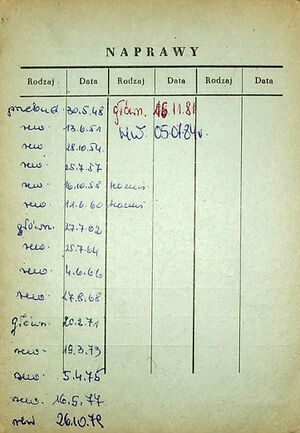 NAPRAWY
Rodzaj Data Rodzaj Data Rodzaj Data
przebud. 30.5.48 główn. 16.11.81
rew. 13.6.51 rew. 05.01.84r.
rew. 28.10.54
rew. 25.7.57
rew. 16.10.58
rew. 11.6.60
główn. 27.7.62
rew. 25.7.64
rew. 4.6.66
rew. 27.8.68
główn. 20.2.71
rew. 19.3.73
rew. 5.4.75
rew. 16.5.77
rew 26.10.79